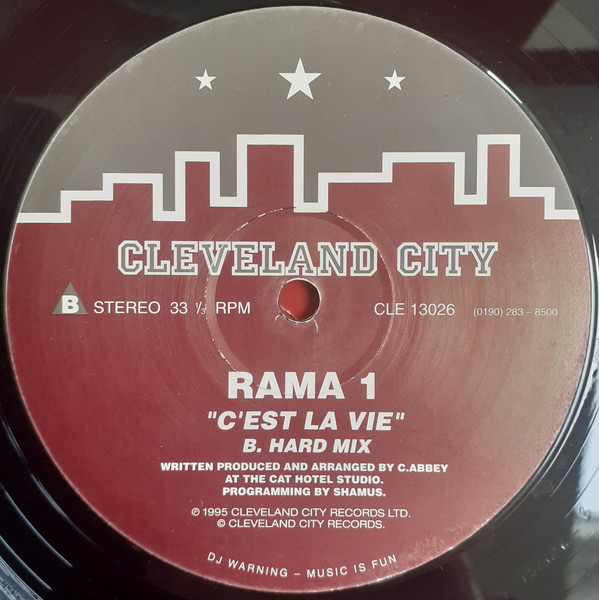 CLEVELAND CITY
B STEREO 33 ⅓ RPM CLE 13026 (0190) 283 - 8500
RAMA 1
"C'EST LA VIE"
B. HARD MIX
WRITTEN PRODUCED AND ARRANGED BY C.ABBEY
AT THE CAT HOTEL STUDIO.
PROGRAMMING BY SHAMUS.
℗ 1995 CLEVELAND CITY RECORDS LTD.
© CLEVELAND CITY RECORDS.
DJ WARNING – MUSIC IS FUN